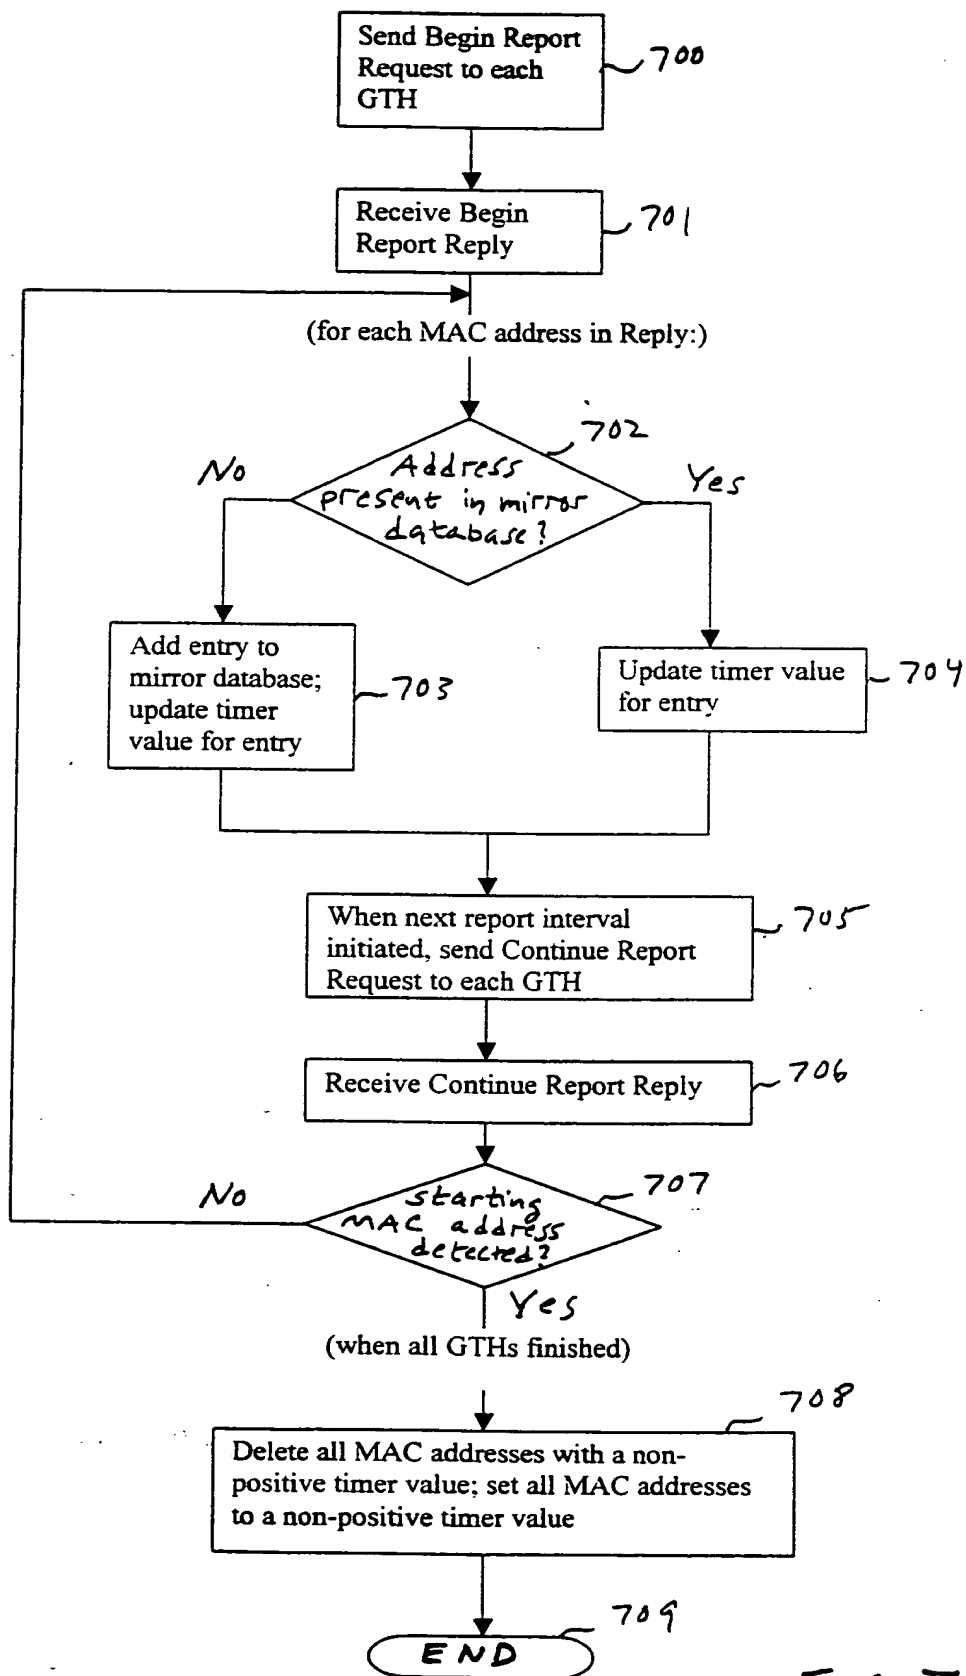 Send Begin Report
Request to each
GTH
700
Receive Begin
Report Reply
701
(for each MAC address in Reply:)
702
No
Address
present in mirror
database?
Yes
Add entry to
mirror database;
update timer
value for entry
703
Update timer value
for entry
704
When next report interval
initiated, send Continue Report
Request to each GTH
705
Receive Continue Report Reply
706
707
No
starting
MAC address
detected?
Yes
(when all GTHs finished)
708
Delete all MAC addresses with a non-
positive timer value; set all MAC addresses
to a non-positive timer value
709
END